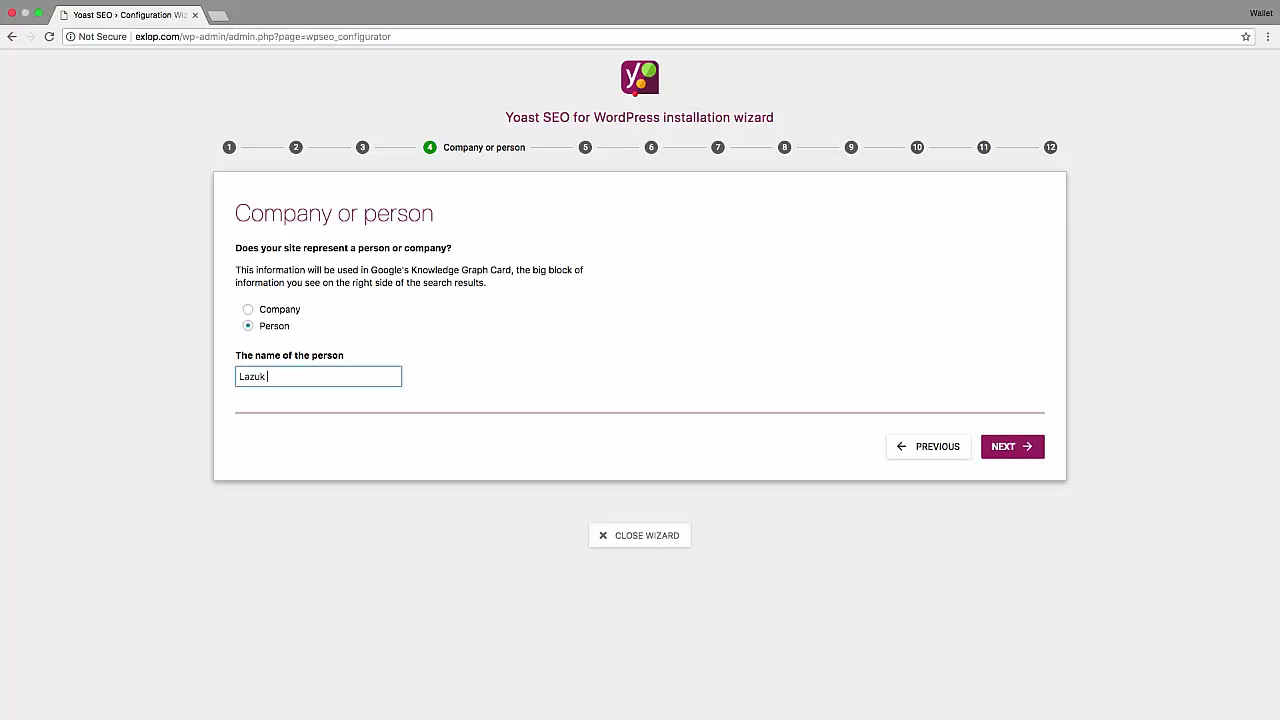 Yoast SEO › Configuration Wiz
Wallet
Not Secure exlop.com/wp-admin/admin.php?page=wpseo_configurator
y
Yoast SEO for WordPress installation wizard
1 2 3 4 Company or person 5 6 7 8 9 10 11 12
Company or person
Does your site represent a person or company?
This information will be used in Google's Knowledge Graph Card, the big block of
information you see on the right side of the search results.
Company
Person
The name of the person
Lazuk
PREVIOUS NEXT
CLOSE WIZARD